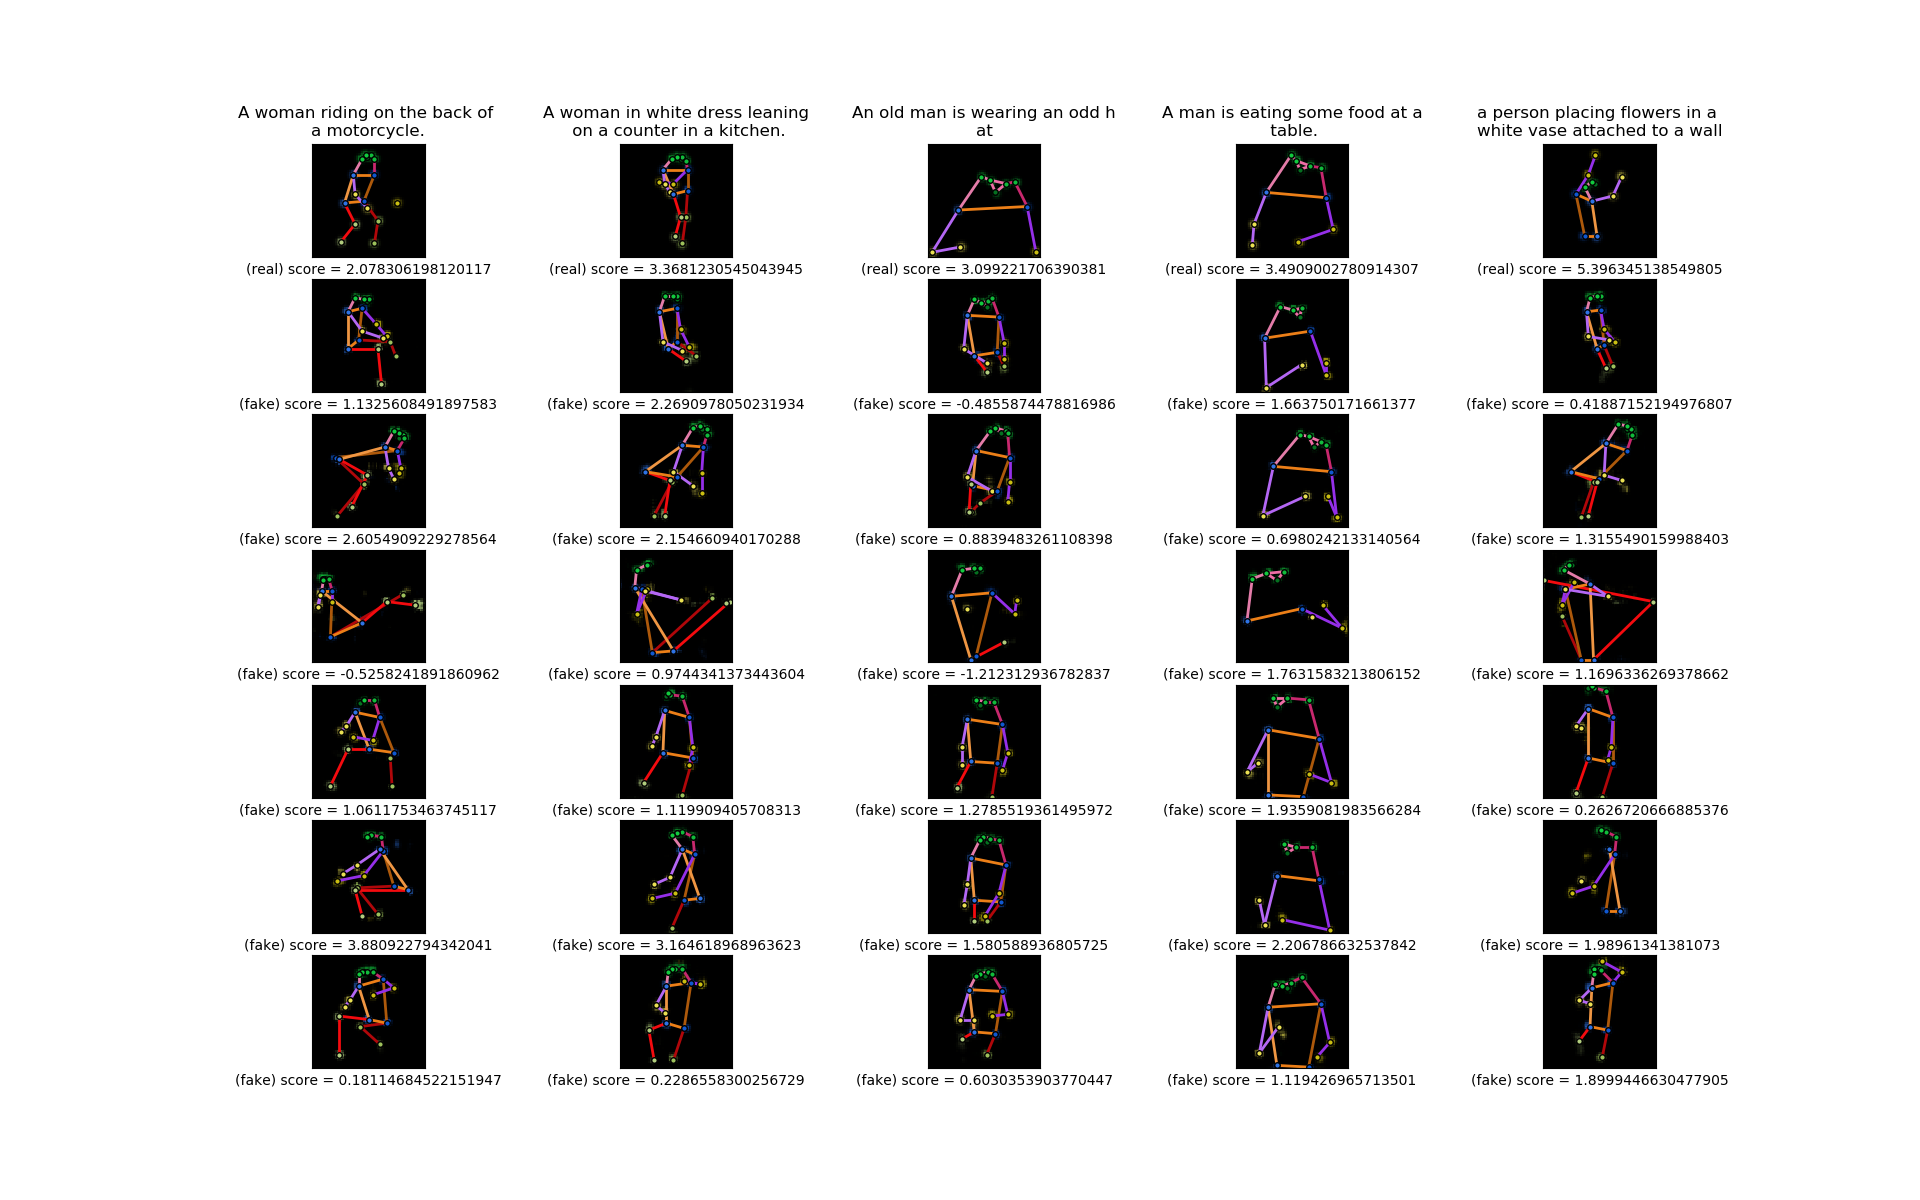 A woman riding on the back of
a motorcycle.
A woman in white dress leaning
on a counter in a kitchen.
An old man is wearing an odd h
at
A man is eating some food at a
table.
a person placing flowers in a
white vase attached to a wall
(real) score = 2.078306198120117
(real) score = 3.3681230545043945
(real) score = 3.099221706390381
(real) score = 3.4909002780914307
(real) score = 5.396345138549805
(fake) score = 1.1325608491897583
(fake) score = 2.2690978050231934
(fake) score = -0.4855874478816986
(fake) score = 1.663750171661377
(fake) score = 0.41887152194976807
(fake) score = 2.6054909229278564
(fake) score = 2.154660940170288
(fake) score = 0.8839483261108398
(fake) score = 0.6980242133140564
(fake) score = 1.3155490159988403
(fake) score = -0.5258241891860962
(fake) score = 0.9744341373443604
(fake) score = -1.212312936782837
(fake) score = 1.7631583213806152
(fake) score = 1.1696336269378662
(fake) score = 1.0611753463745117
(fake) score = 1.119909405708313
(fake) score = 1.2785519361495972
(fake) score = 1.9359081983566284
(fake) score = 0.2626720666885376
(fake) score = 3.880922794342041
(fake) score = 3.164618968963623
(fake) score = 1.580588936805725
(fake) score = 2.206786632537842
(fake) score = 1.98961341381073
(fake) score = 0.18114684522151947
(fake) score = 0.2286558300256729
(fake) score = 0.6030353903770447
(fake) score = 1.119426965713501
(fake) score = 1.8999446630477905